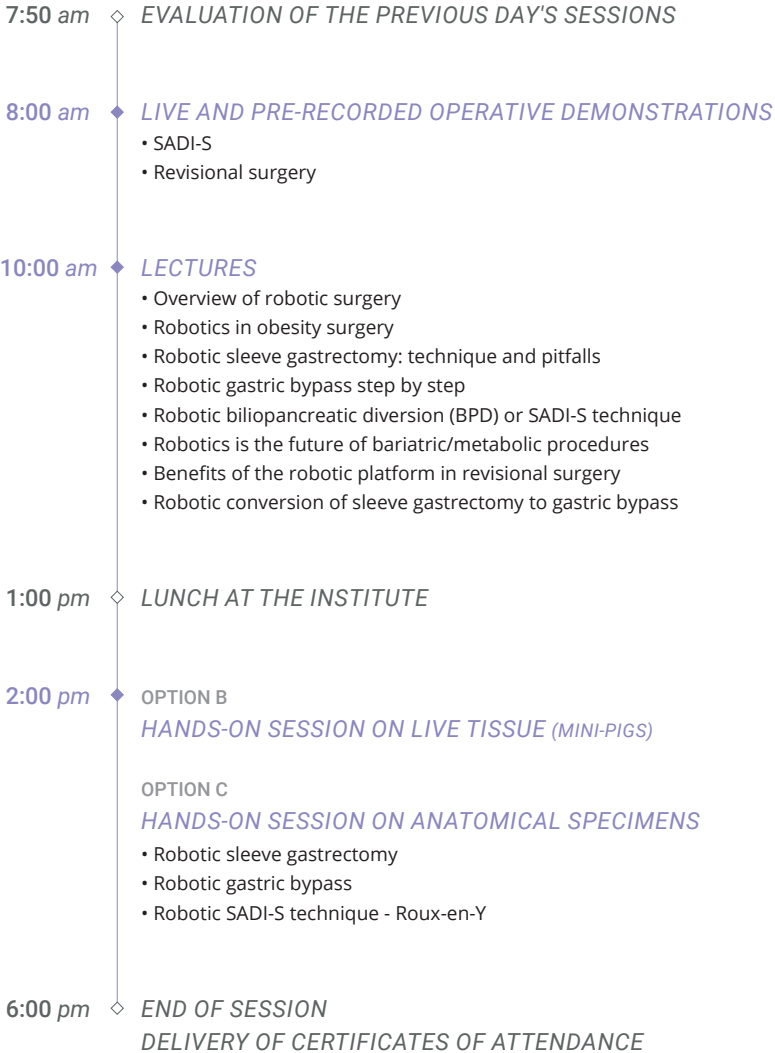 7:50 am EVALUATION OF THE PREVIOUS DAY'S SESSIONS
8:00 am LIVE AND PRE-RECORDED OPERATIVE DEMONSTRATIONS
• SADI-S
• Revisional surgery
10:00 am LECTURES
• Overview of robotic surgery
• Robotics in obesity surgery
• Robotic sleeve gastrectomy: technique and pitfalls
• Robotic gastric bypass step by step
• Robotic biliopancreatic diversion (BPD) or SADI-S technique
• Robotics is the future of bariatric/metabolic procedures
• Benefits of the robotic platform in revisional surgery
• Robotic conversion of sleeve gastrectomy to gastric bypass
1:00 pm LUNCH AT THE INSTITUTE
2:00 pm OPTION B
HANDS-ON SESSION ON LIVE TISSUE (MINI-PIGS)
OPTION C
HANDS-ON SESSION ON ANATOMICAL SPECIMENS
• Robotic sleeve gastrectomy
• Robotic gastric bypass
• Robotic SADI-S technique - Roux-en-Y
6:00 pm END OF SESSION
DELIVERY OF CERTIFICATES OF ATTENDANCE